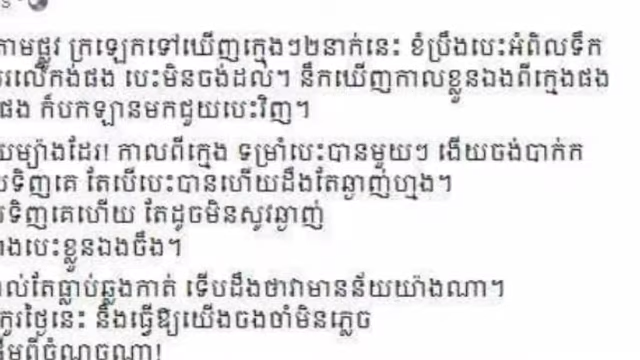 តាមផ្លូវ ក្រឡេកទៅឃើញក្មេងៗ២នាក់នេះ ខំប្រឹងបេះអំពិលទឹក
លើកង់ផង បេះមិនចង់ដល់។ នឹកឃើញកាលខ្លួនឯងពីក្មេងផង
ផង ក៏បកឡានមកជួយបេះវិញ។
ម្យ៉ាងដែរ! កាលពីក្មេង ទម្រាំបេះបានមួយៗ ងើយចង់បាក់ក
ទិញគេ តែបើបេះបានហើយដឹងតែឆ្ងាញ់ហ្មង។
ទិញគេហើយ តែដូចមិនសូវឆ្ងាញ់
បេះខ្លួនឯងចឹង។
តែធ្លាប់ឆ្លងកាត់ ទើបដឹងថាវាមានន័យយ៉ាងណា។
ថ្ងៃនេះ នឹងធ្វើឱ្យយើងចងចាំមិនភ្លេច
ពីចំណុចណា!